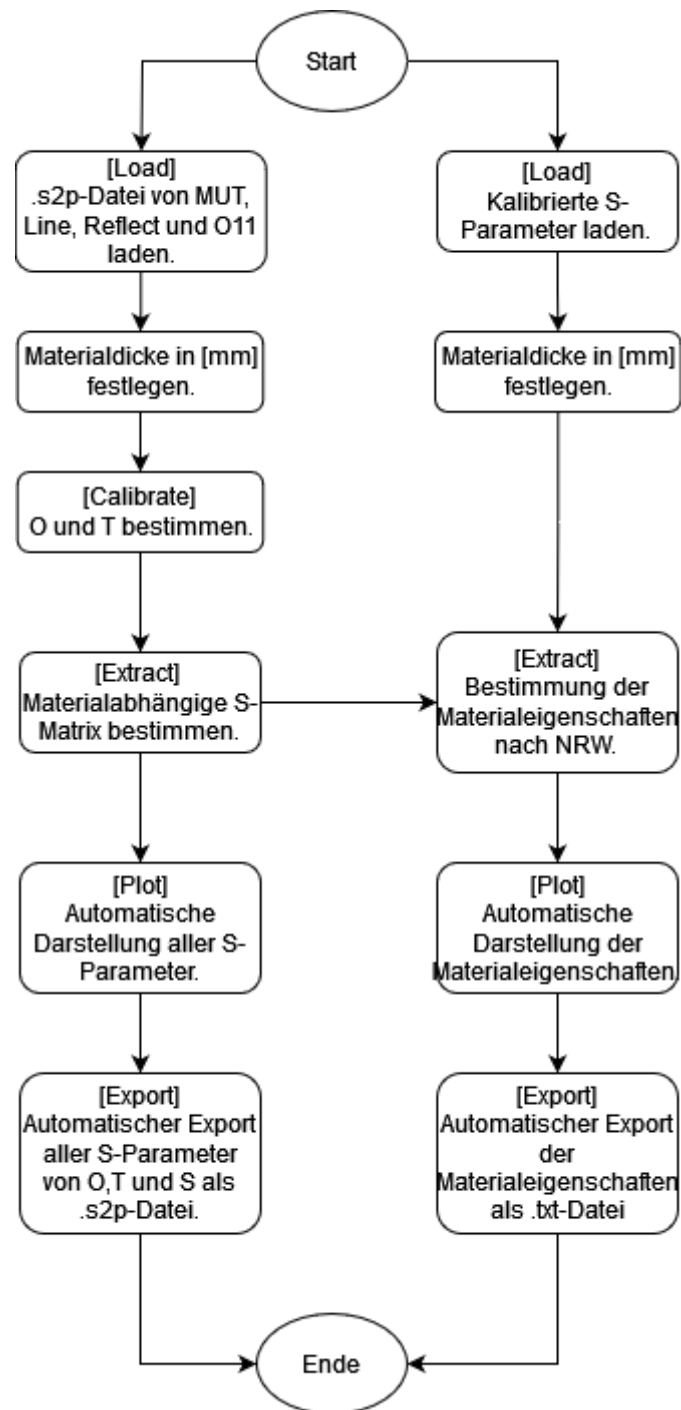 Start
[Load]
.s2p-Datei von MUT,
Line, Reflect und O11
laden.
Materialdicke in [mm]
festlegen.
[Calibrate]
O und T bestimmen.
[Extract]
Materialabhängige S-
Matrix bestimmen.
[Plot]
Automatische
Darstellung aller S-
Parameter.
[Export]
Automatischer Export
aller S-Parameter
von O,T und S als
.s2p-Datei.
[Load]
Kalibrierte S-
Parameter laden.
Materialdicke in [mm]
festlegen.
[Extract]
Bestimmung der
Materialeigenschaften
nach NRW.
[Plot]
Automatische
Darstellung der
Materialeigenschaften.
[Export]
Automatischer Export
der
Materialeigenschaften
als .txt-Datei
Ende